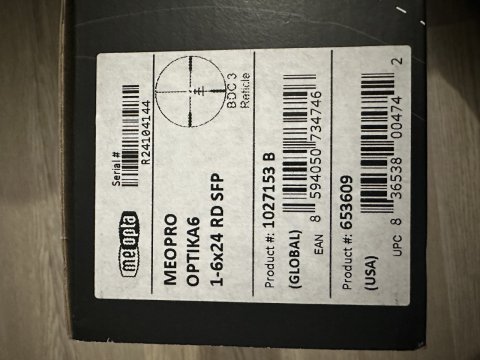 meopta
Serial #
R24104144
MEOPRO
OPTIKA6
1-6x24 RD SFP
BDC 3
Reticle
Product #: 1027153 B
(GLOBAL)
EAN
8 594050 734746
Product #: 653609
(USA)
UPC 8 36538 00474 2